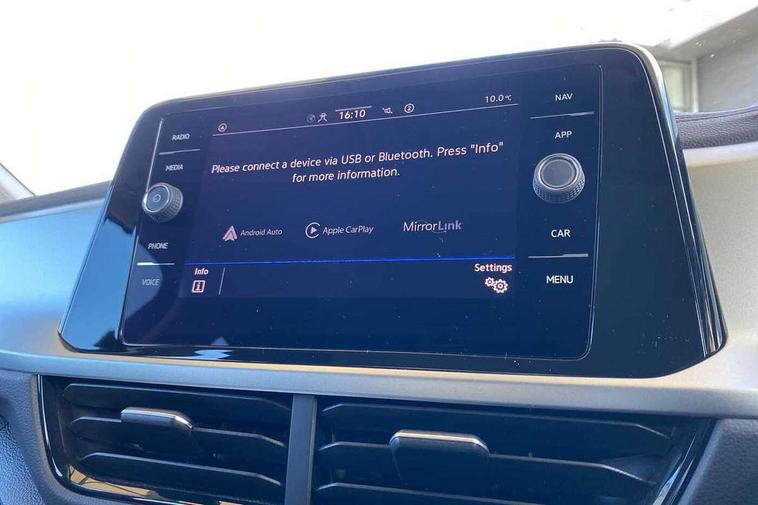 RADIO
MEDIA
PHONE
VOICE
16:10
2
10.0°C
Please connect a device via USB or Bluetooth. Press "Info"
for more information.
Android Auto
Apple CarPlay
MirrorLink
Info
Settings
NAV
APP
CAR
MENU